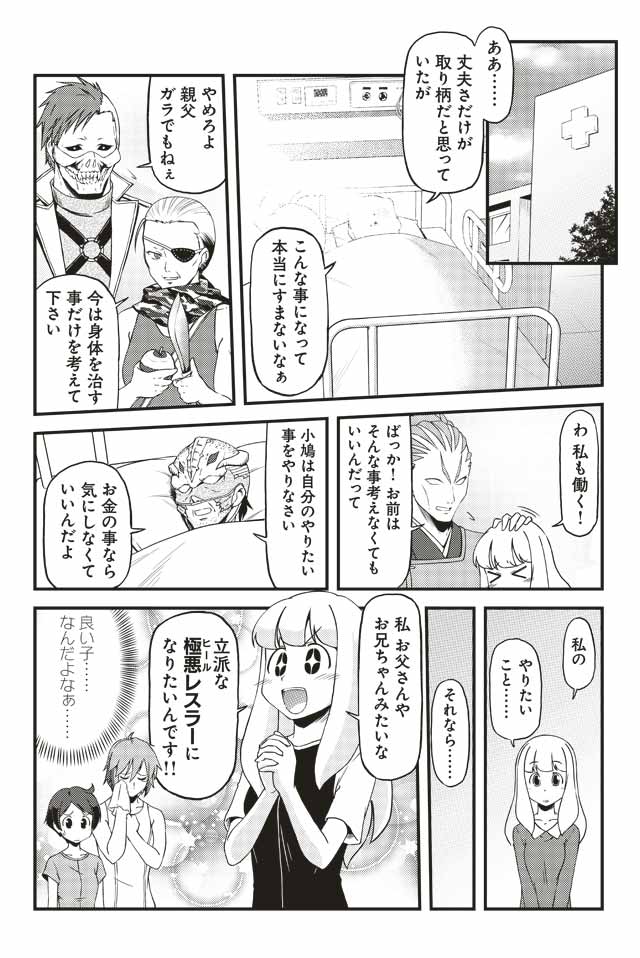 ああ……
丈夫さだけが
取り柄だと思って
いたが
こんな事になって
本当にすまないなぁ
やめろよ
親父
ガラでもねぇ
今は身体を治す
事だけを考えて
下さい
わ 私も働く！
ばっか！お前は
そんな事考えなくても
いいんだって
小鳩は自分のやりたい
事をやりなさい
お金の事なら
気にしなくて
いいんだよ
私の
やりたい
こと……
それなら……
私 お父さんや
お兄ちゃんみたいな
立派な
極悪レスラーに
ヒール
なりたいんです!!
良い子……
なんだよなぁ……